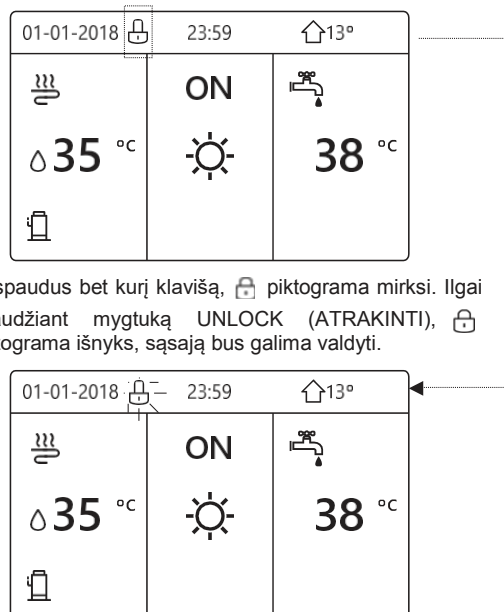 01-01-2018 23:59 13°
ON
35 °C 38 °C
spaudus bet kurį klavišą, piktograma mirksi. Ilgai
audžiant mygtuką UNLOCK (ATRAKINTI),
tograma išnyks, sąsają bus galima valdyti.
01-01-2018 23:59 13°
ON
35 °C 38 °C